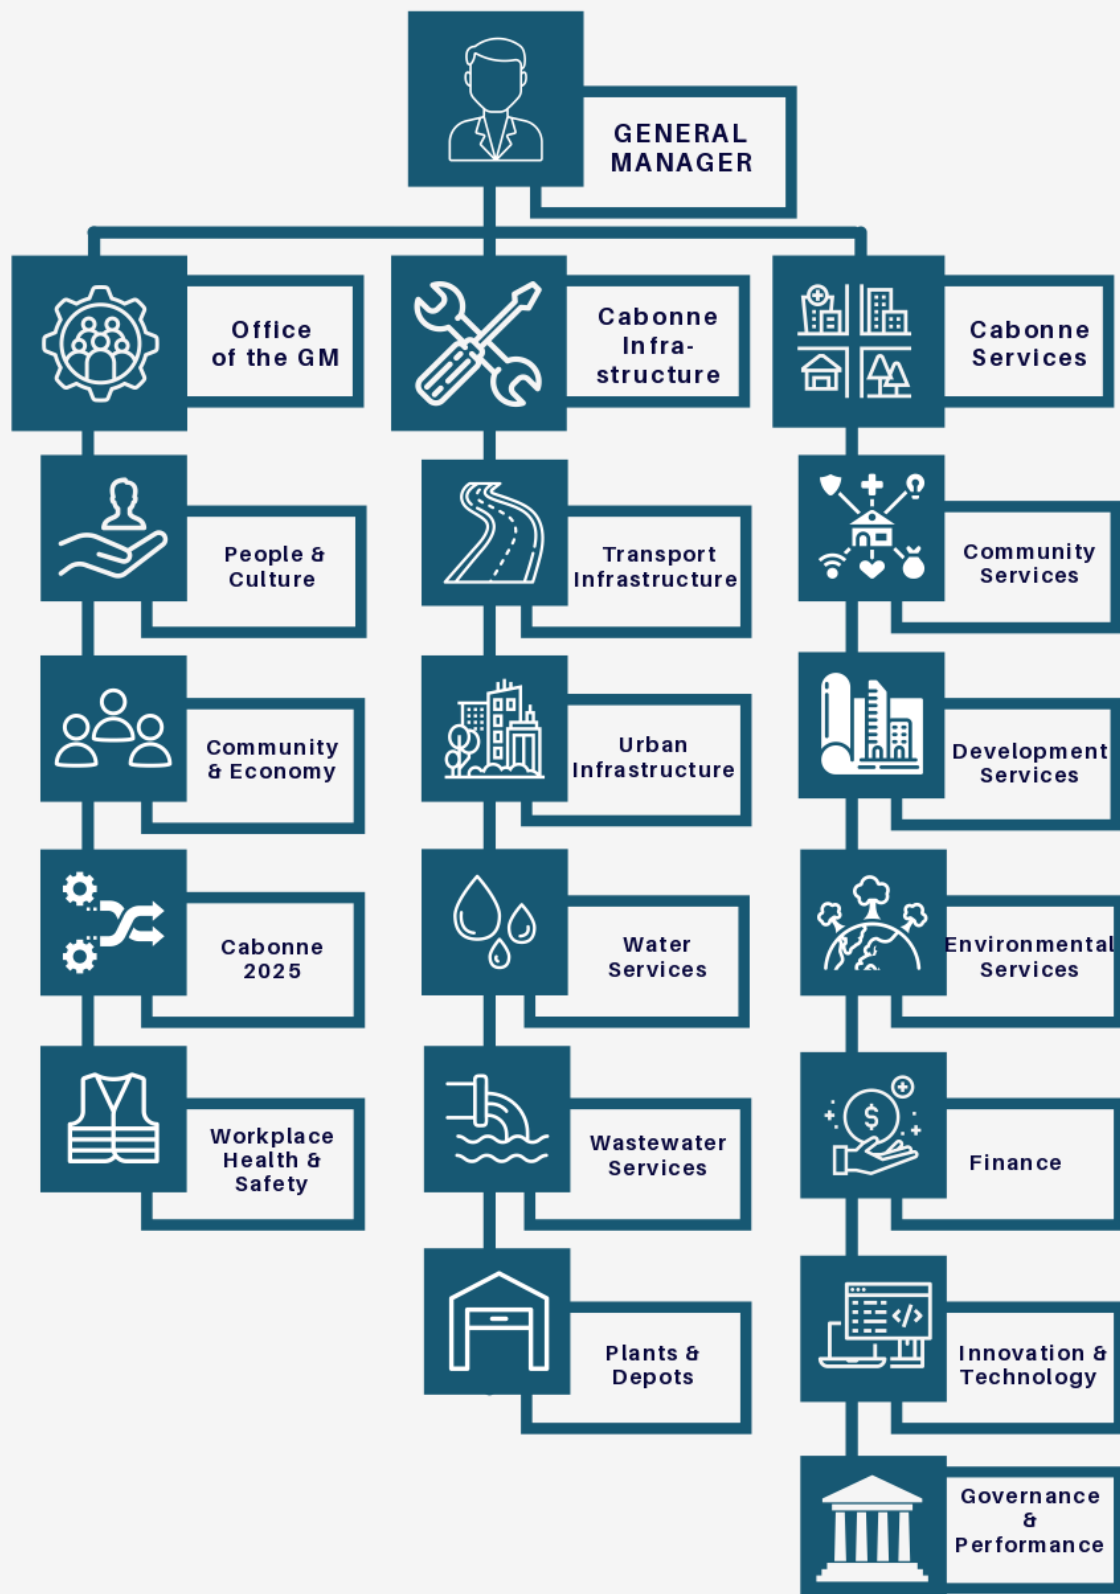 GENERAL
MANAGER
Office
of the GM
People &
Culture
Community
& Economy
Cabonne
2025
Workplace
Health &
Safety
Cabonne
Infra-
structure
Transport
Infrastructure
Urban
Infrastructure
Water
Services
Wastewater
Services
Plants &
Depots
Cabonne
Services
Community
Services
Development
Services
Environmental
Services
$
Finance
</>
Innovation &
Technology
Governance
&
Performance